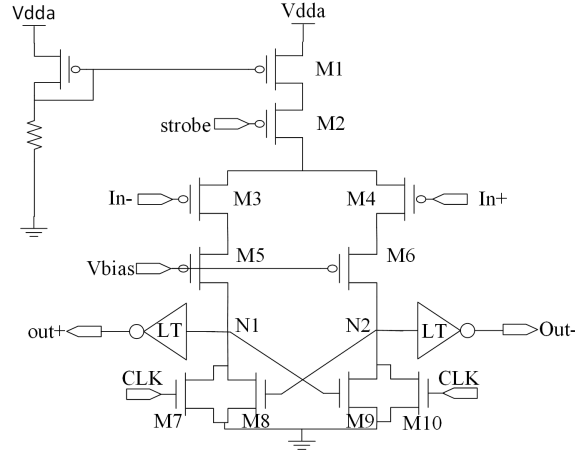 Vdda
Vdda
M1
strobe
M2
In-
M3
M4
In+
Vbias
M5
M6
out+
LT
N1
N2
LT
Out-
CLK
CLK
M7
M8
M9
M10